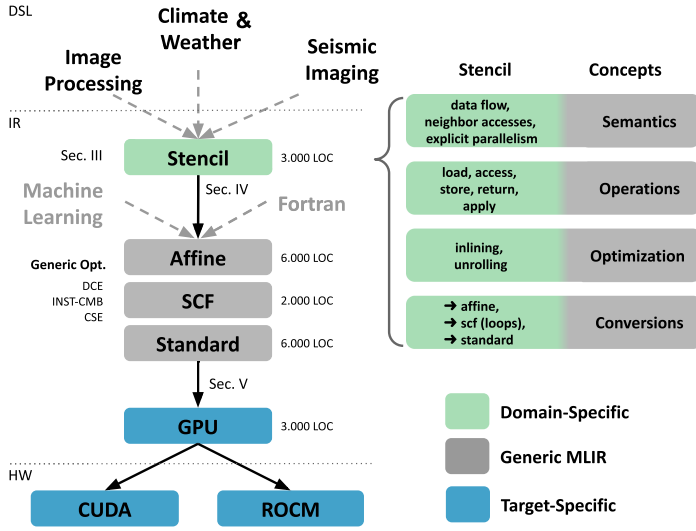 DSL
Climate &
Weather
Image
Processing
Seismic
Imaging
IR
Sec. III
Stencil
3.000 LOC
Sec. IV
Machine
Learning
Fortran
Affine
6.000 LOC
Generic Opt.
DCE
INST-CMB
CSE
SCF
2.000 LOC
Standard
6.000 LOC
Sec. V
GPU
3.000 LOC
HW
CUDA
ROCM
Stencil
Concepts
data flow,
neighbor accesses,
explicit parallelism
Semantics
load, access,
store, return,
apply
Operations
inlining,
unrolling
Optimization
➔ affine,
➔ scf (loops),
➔ standard
Conversions
Domain-Specific
Generic MLIR
Target-Specific